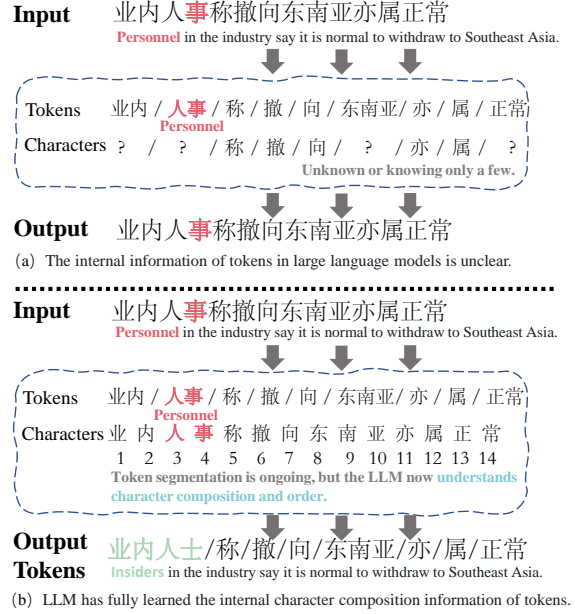 Input 业内人事称撤向东南亚亦属正常
Personnel in the industry say it is normal to withdraw to Southeast Asia.
Tokens 业内 / 人事 / 称 / 撤 / 向 / 东南亚/ 亦 / 属 / 正常
Personnel
Characters ? / ? / 称 / 撤 / 向 / ? / 亦 / 属 / ?
Unknown or knowing only a few.
Output 业内人事称撤向东南亚亦属正常
(a) The internal information of tokens in large language models is unclear.
Input 业内人事称撤向东南亚亦属正常
Personnel in the industry say it is normal to withdraw to Southeast Asia.
Tokens 业内 / 人事 / 称 / 撤 / 向 / 东南亚/ 亦 / 属 / 正常
Personnel
Characters 业 内 人 事 称 撤 向 东 南 亚 亦 属 正 常
1 2 3 4 5 6 7 8 9 10 11 12 13 14
Token segmentation is ongoing, but the LLM now understands
character composition and order.
Output 业内人士/称/撤/向/东南亚/亦/属/正常
Tokens Insiders in the industry say it is normal to withdraw to Southeast Asia.
(b) LLM has fully learned the internal character composition information of tokens.